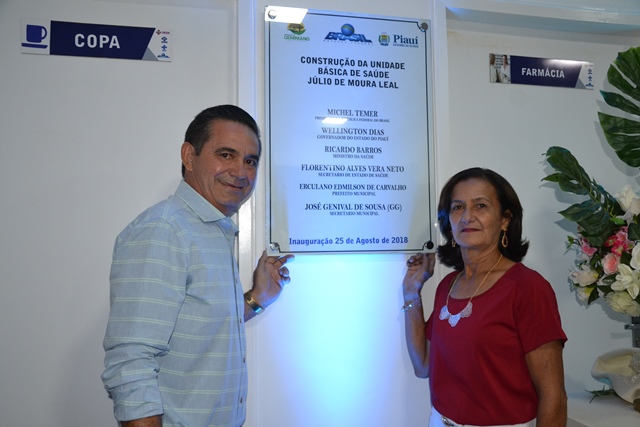 COPA
BRASIL
Piauí
CONSTRUÇÃO DA UNIDADE
BÁSICA DE SAÚDE
JÚLIO DE MOURA LEAL
MICHEL TEMER
WELLINGTON DIAS
GOVERNADOR DO ESTADO DO PIAUÍ
RICARDO BARROS
MINISTRO DA SAÚDE
FLORENTINO ALVES VERA NETO
SECRETARIO DE ESTADO DE SAÚDE
ERCULANO EDMILSON DE CARVALHO
PREFEITO MUNICIPAL
JOSÉ GENIVAL DE SOUSA (GG)
SECRETARIO MUNICIPAL
Inauguração 25 de Agosto de 2018
FARMÁCIA